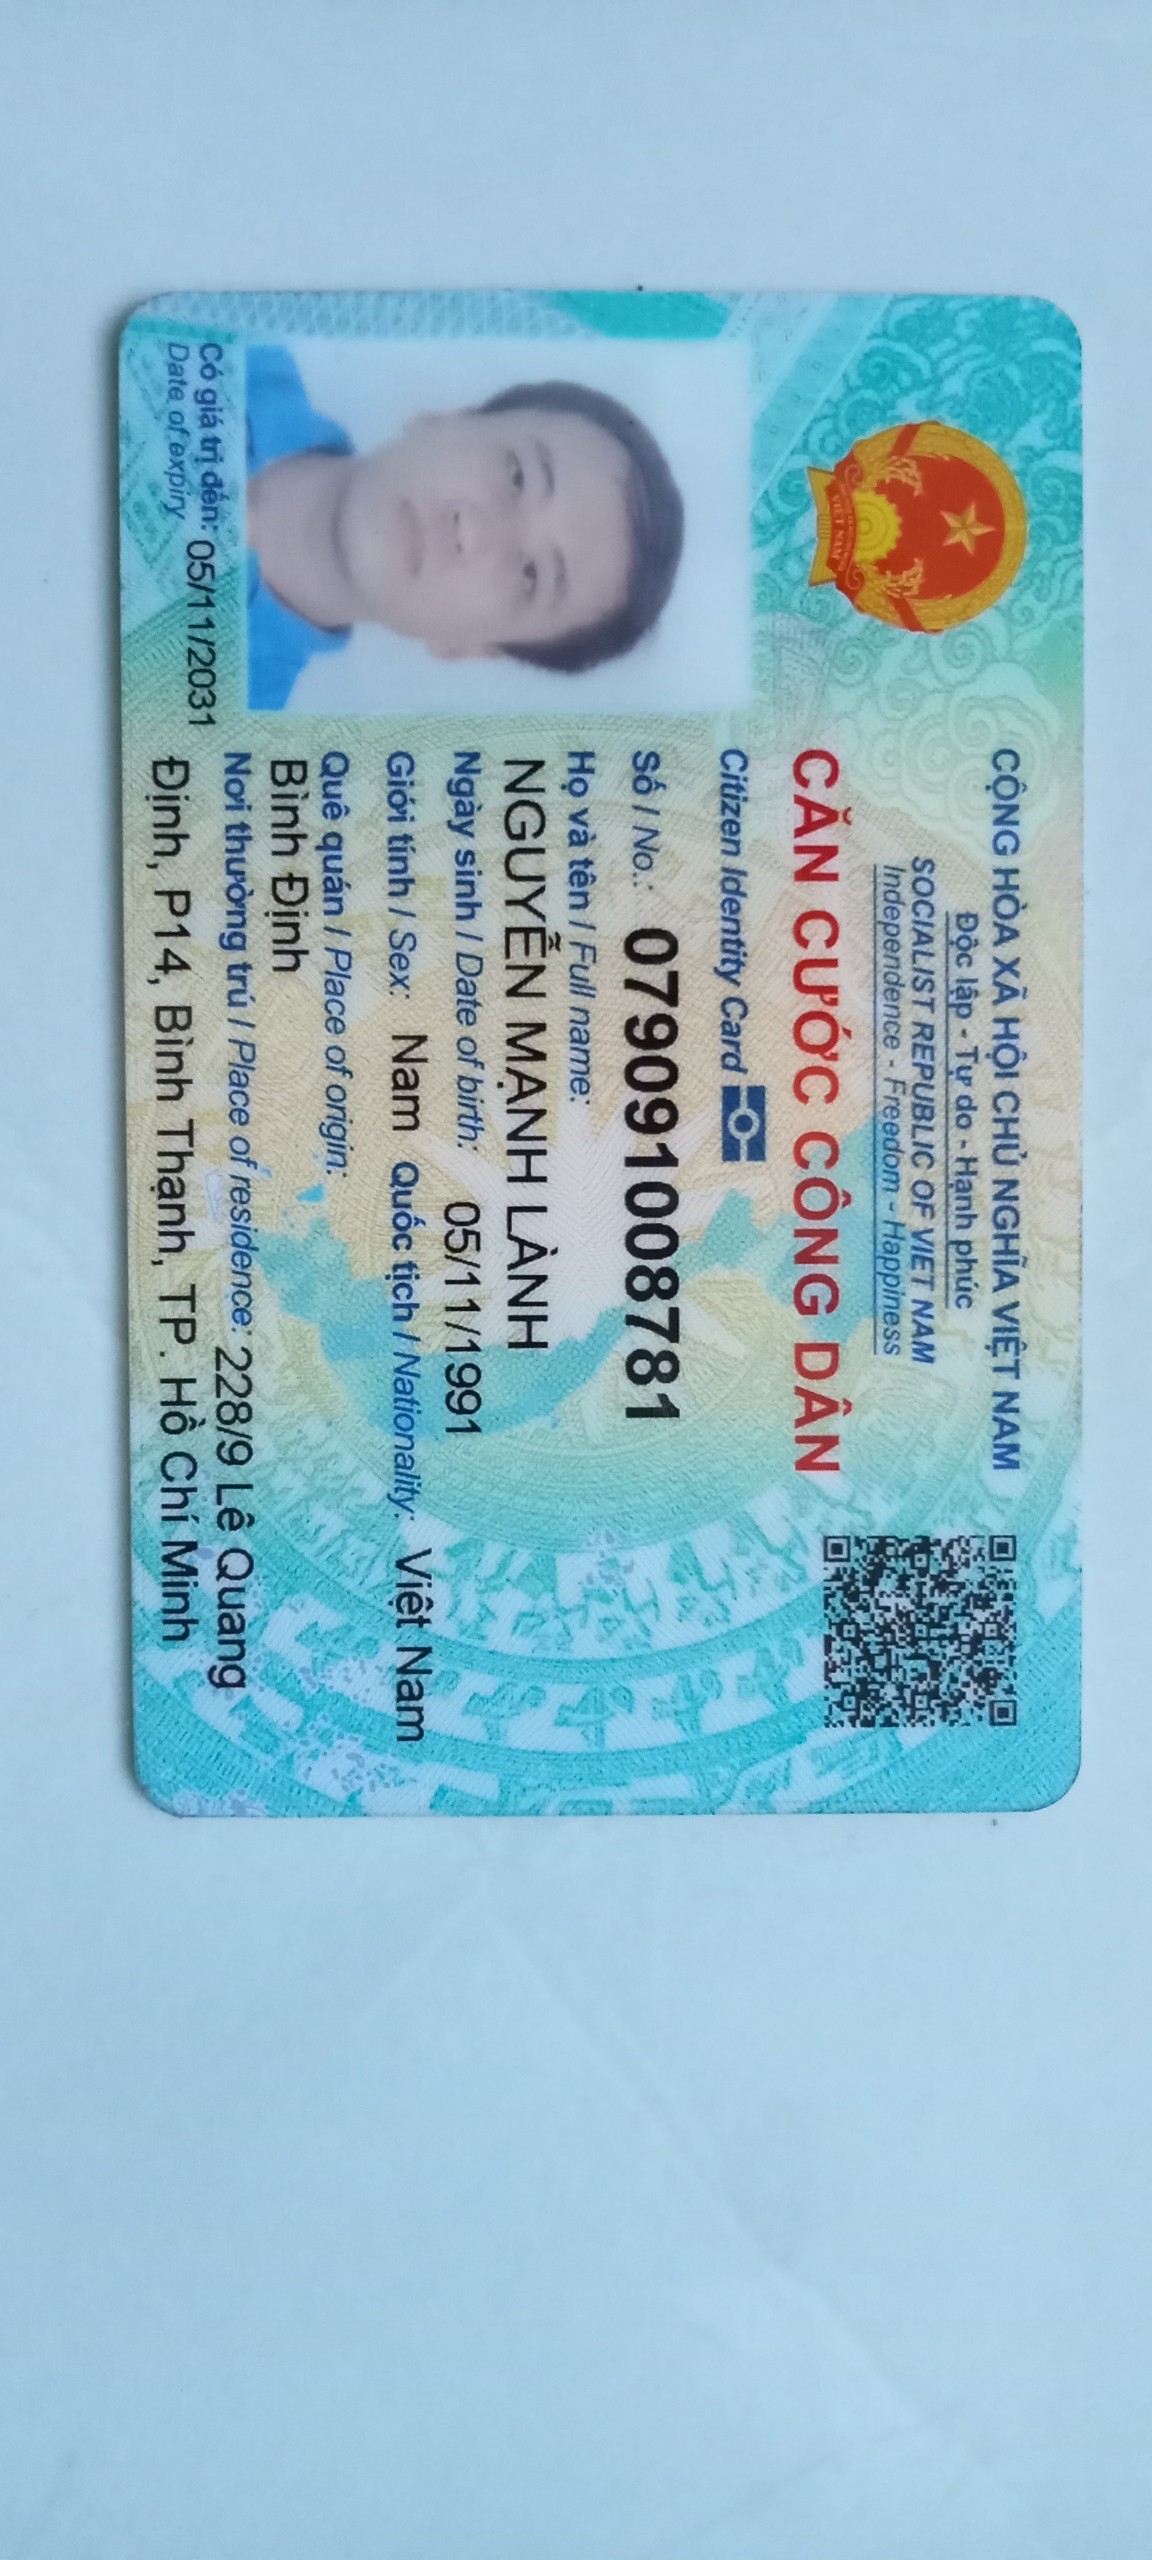 CỘNG HÒA XÃ HỘI CHỦ NGHĨA VIỆT NAM
Độc lập - Tự do - Hạnh phúc
SOCIALIST REPUBLIC OF VIET NAM
Independence - Freedom - Happiness
CĂN CƯỚC CÔNG DÂN
Citizen Identity Card
Số / No.: 079091008781
Họ và tên / Full name:
NGUYỄN MẠNH LÀNH
Ngày sinh / Date of birth: 05/11/1991
Giới tính / Sex: Nam Quốc tịch / Nationality: Việt Nam
Quê quán / Place of origin:
Bình Định
Nơi thường trú / Place of residence: 228/9 Lê Quang
Định, P14, Bình Thạnh, TP. Hồ Chí Minh
Có giá trị đến: 05/11/2031
Date of expiry
VIỆT NAM